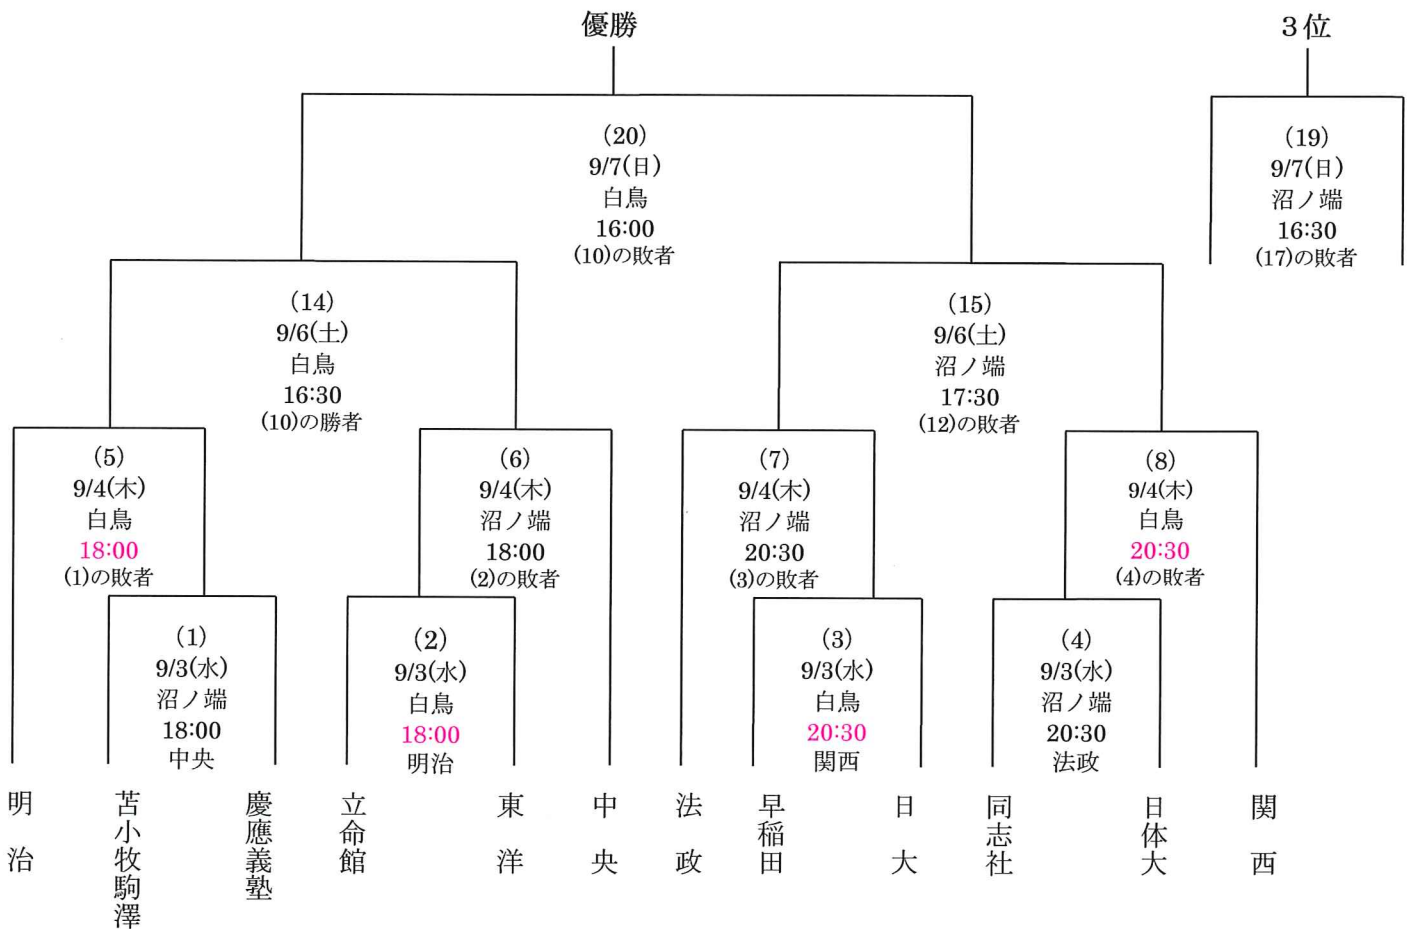 優勝
3位
(20)
9/7(日)
白鳥
16:00
(10)の敗者
(19)
9/7(日)
沼ノ端
16:30
(17)の敗者
(14)
9/6(土)
白鳥
16:30
(10)の勝者
(15)
9/6(土)
沼ノ端
17:30
(12)の敗者
(5)
9/4(木)
白鳥
18:00
(1)の敗者
(6)
9/4(木)
沼ノ端
18:00
(2)の敗者
(7)
9/4(木)
沼ノ端
20:30
(3)の敗者
(8)
9/4(木)
白鳥
20:30
(4)の敗者
(1)
9/3(水)
沼ノ端
18:00
中央
(2)
9/3(水)
白鳥
18:00
明治
(3)
9/3(水)
白鳥
20:30
関西
(4)
9/3(水)
沼ノ端
20:30
法政
明治
苫小牧駒澤
慶應義塾
立命館
東洋
中央
法政
早稲田
日大
同志社
日体大
関西